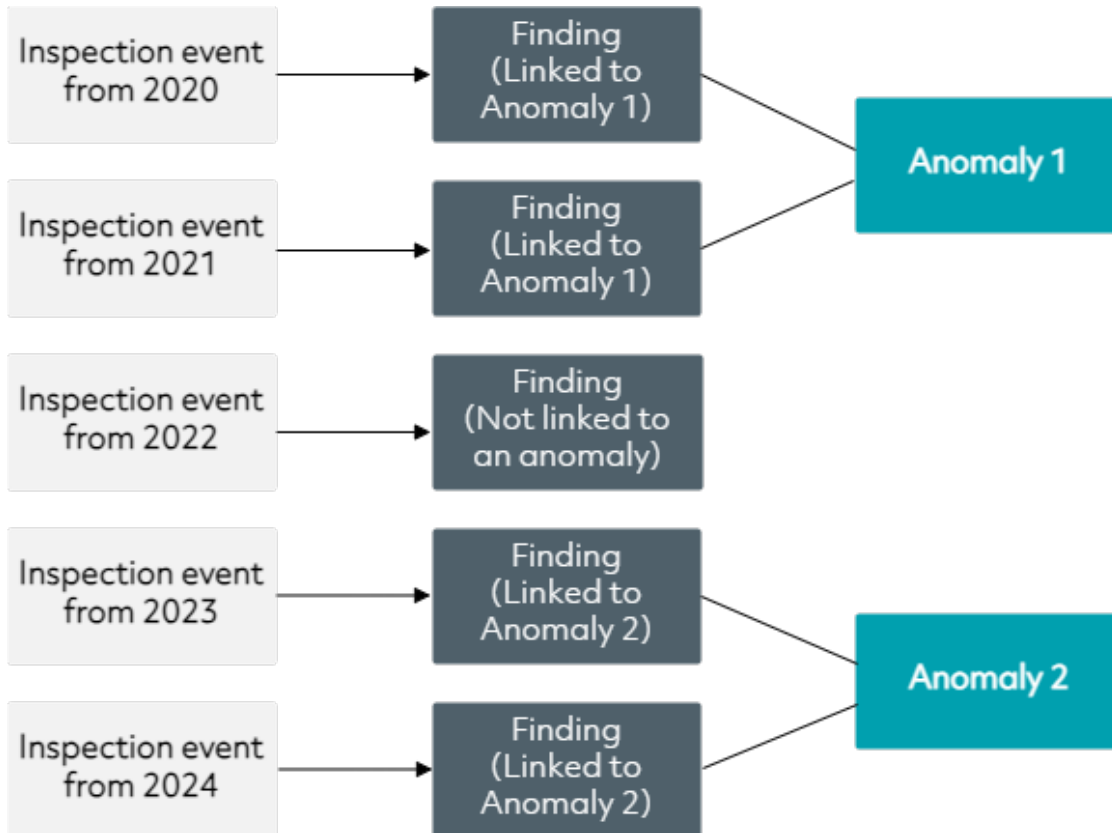 Inspection event
from 2020
Finding
(Linked to
Anomaly 1)
Anomaly 1
Inspection event
from 2021
Finding
(Linked to
Anomaly 1)
Inspection event
from 2022
Finding
(Not linked to
an anomaly)
Inspection event
from 2023
Finding
(Linked to
Anomaly 2)
Anomaly 2
Inspection event
from 2024
Finding
(Linked to
Anomaly 2)